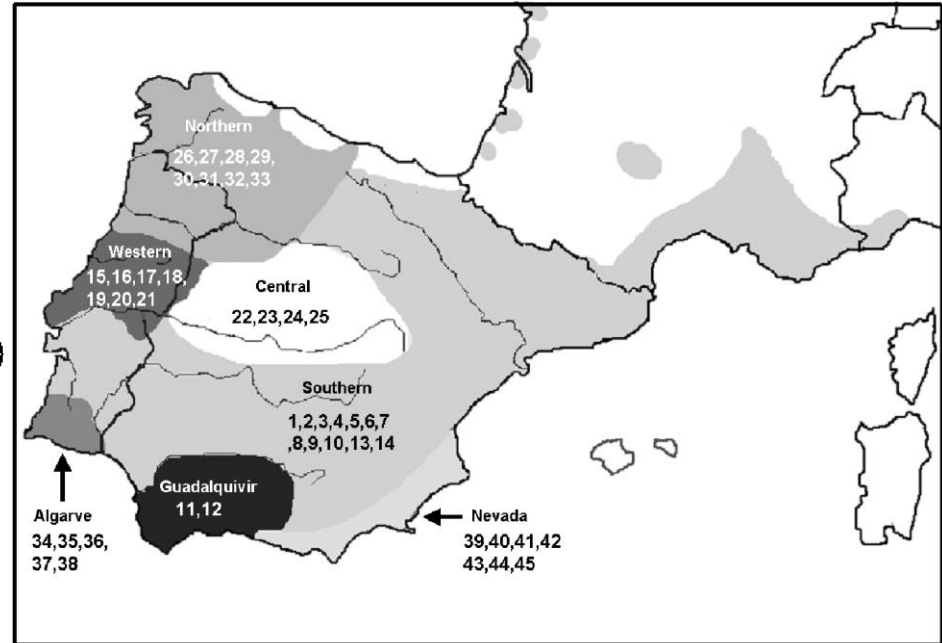 Northern
26,27,28,29,
30,31,32,33
Western
15,16,17,18,
19,20,21
Central
22,23,24,25
Southern
1,2,3,4,5,6,7
,8,9,10,13,14
Guadalquivir
11,12
Algarve
34,35,36,
37,38
Nevada
39,40,41,42
43,44,45